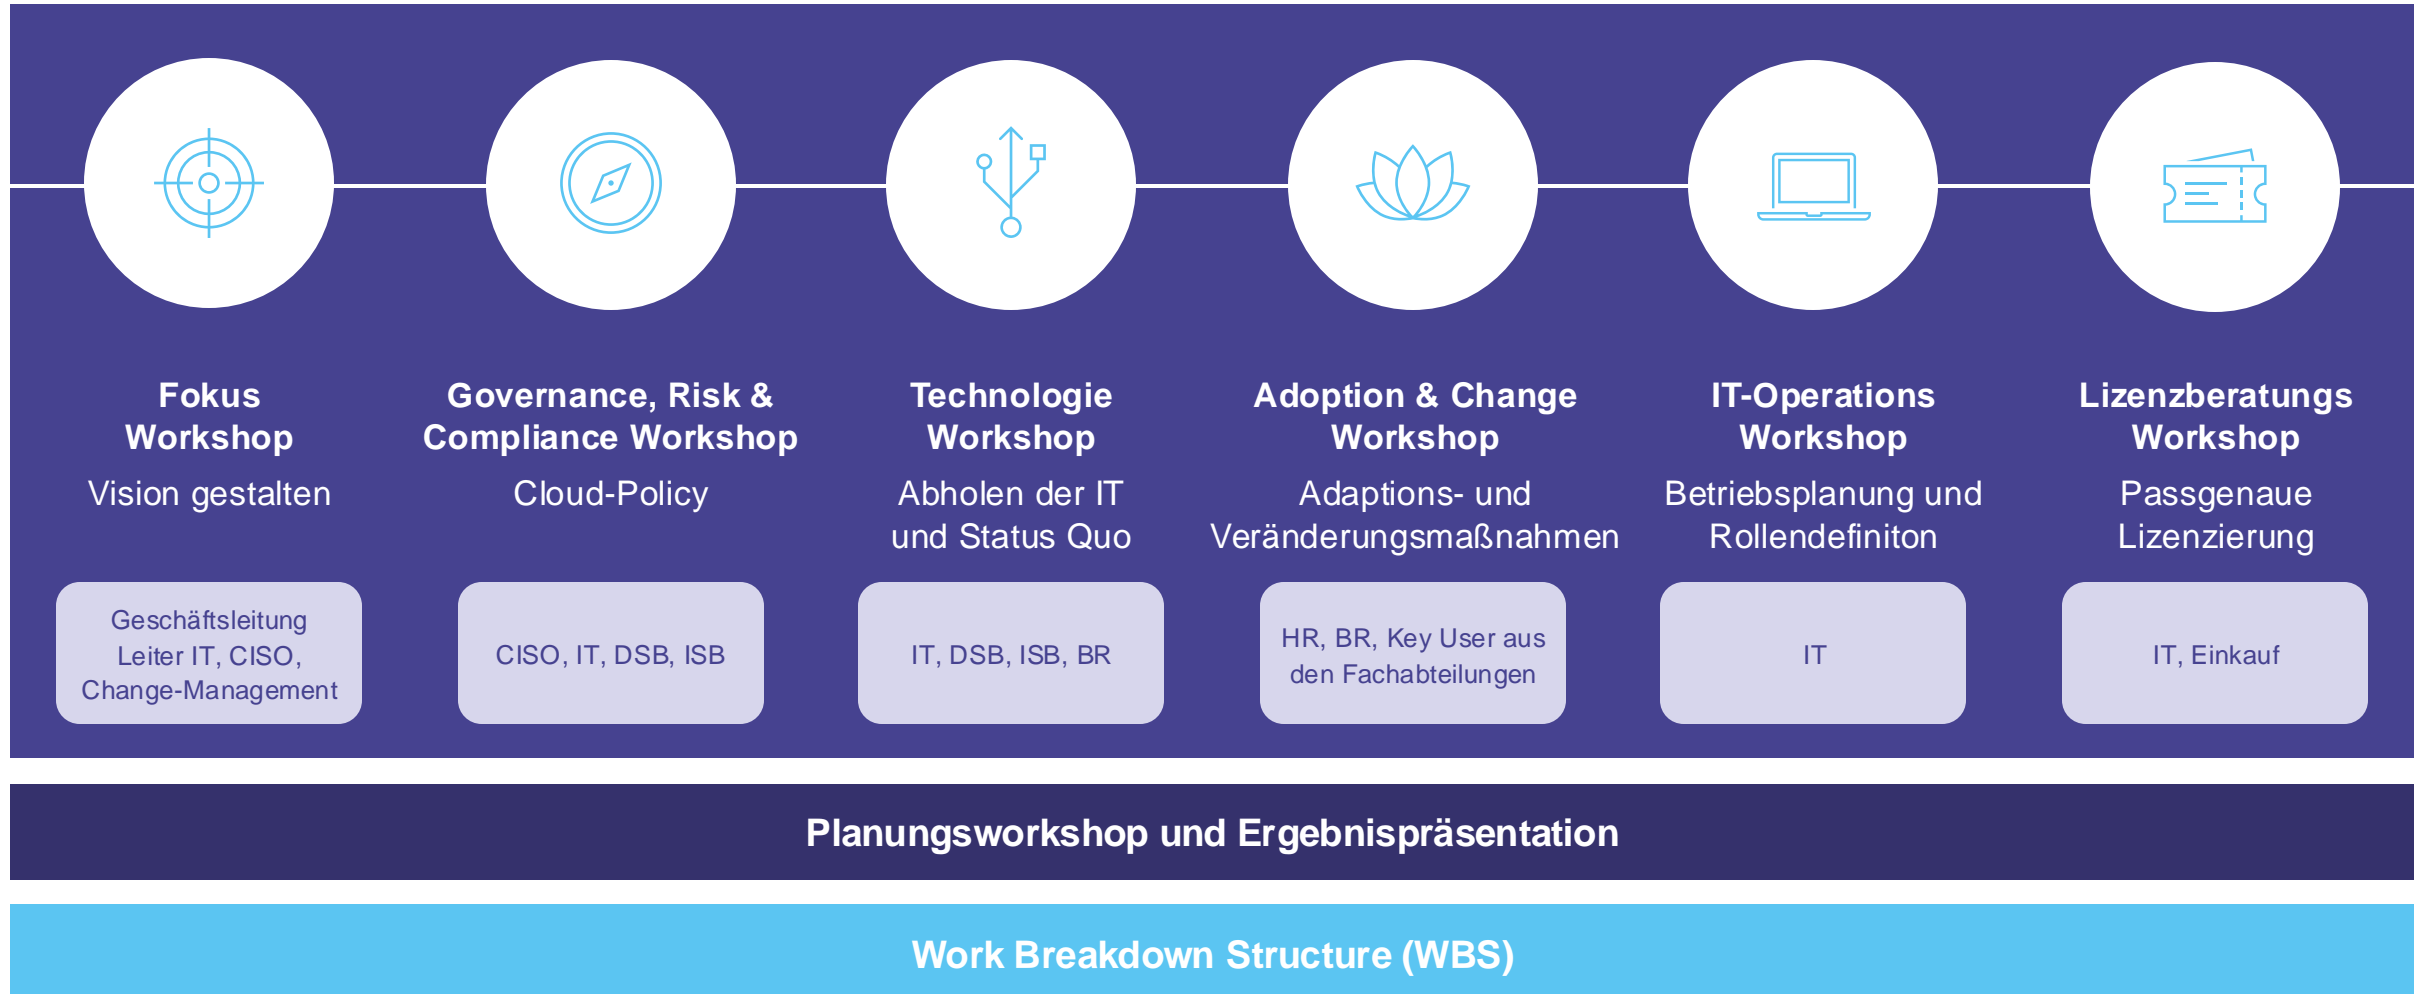 Fokus
Workshop
Vision gestalten
Geschäftsleitung
Leiter IT, CISO,
Change-Management
Governance, Risk &
Compliance Workshop
Cloud-Policy
CISO, IT, DSB, ISB
Technologie
Workshop
Abholen der IT
und Status Quo
IT, DSB, ISB, BR
Adoption & Change
Workshop
Adaptions- und
Veränderungsmaßnahmen
HR, BR, Key User aus
den Fachabteilungen
IT-Operations
Workshop
Betriebsplanung und
Rollendefiniton
IT
Lizenzberatungs
Workshop
Passgenaue
Lizenzierung
IT, Einkauf
Planungsworkshop und Ergebnispräsentation
Work Breakdown Structure (WBS)